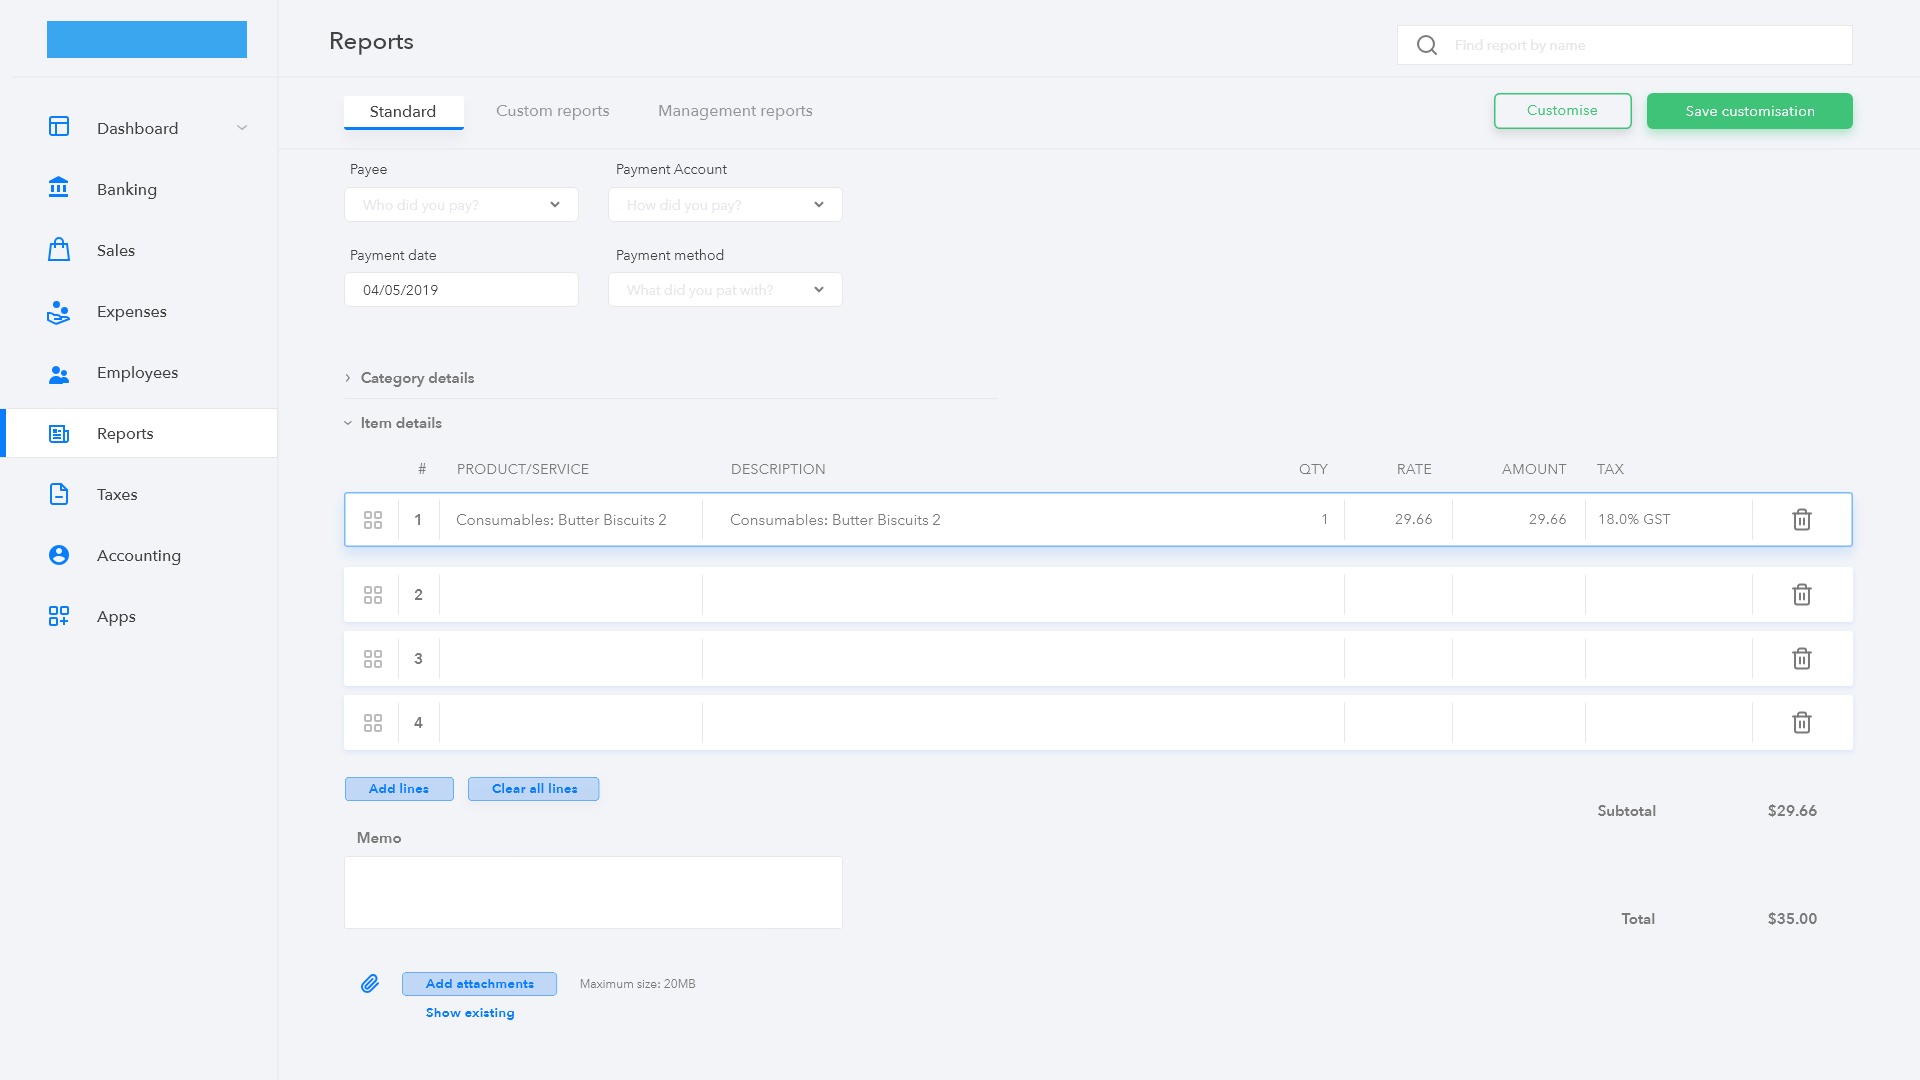 Reports
Find report by name
Standard
Custom reports
Management reports
Customise
Save customisation
Dashboard
Banking
Sales
Expenses
Employees
Reports
Taxes
Accounting
Apps
Payee
Payment Account
Who did you pay?
How did you pay?
Payment date
Payment method
04/05/2019
What did you pat with?
Category details
Item details
# PRODUCT/SERVICE DESCRIPTION QTY RATE AMOUNT TAX
1 Consumables: Butter Biscuits 2 Consumables: Butter Biscuits 2 1 29.66 29.66 18.0% GST
2
3
4
Add lines
Clear all lines
Subtotal $29.66
Memo
Total $35.00
Add attachments
Maximum size: 20MB
Show existing